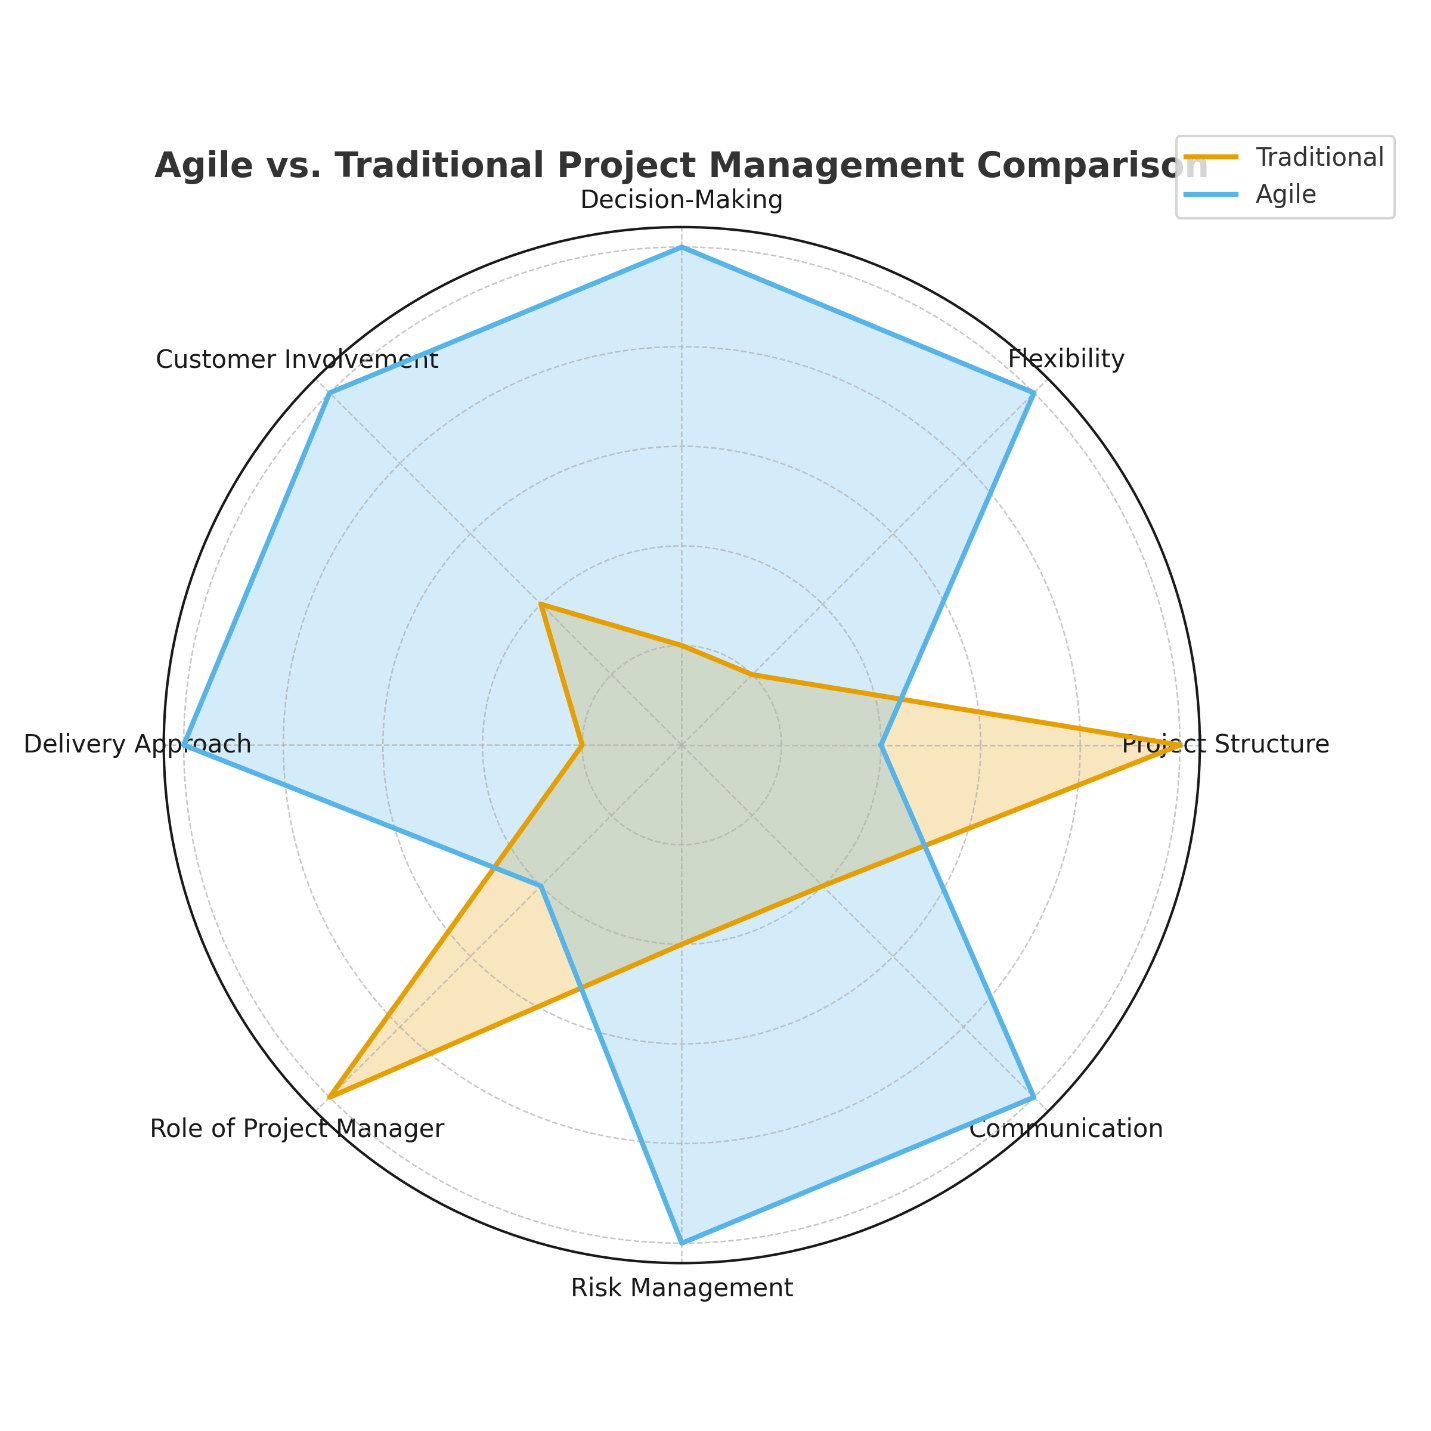 Agile vs. Traditional Project Management Comparison
Traditional
Agile
Decision-Making
Customer Involvement
Flexibility
Delivery Approach
Project Structure
Role of Project Manager
Communication
Risk Management